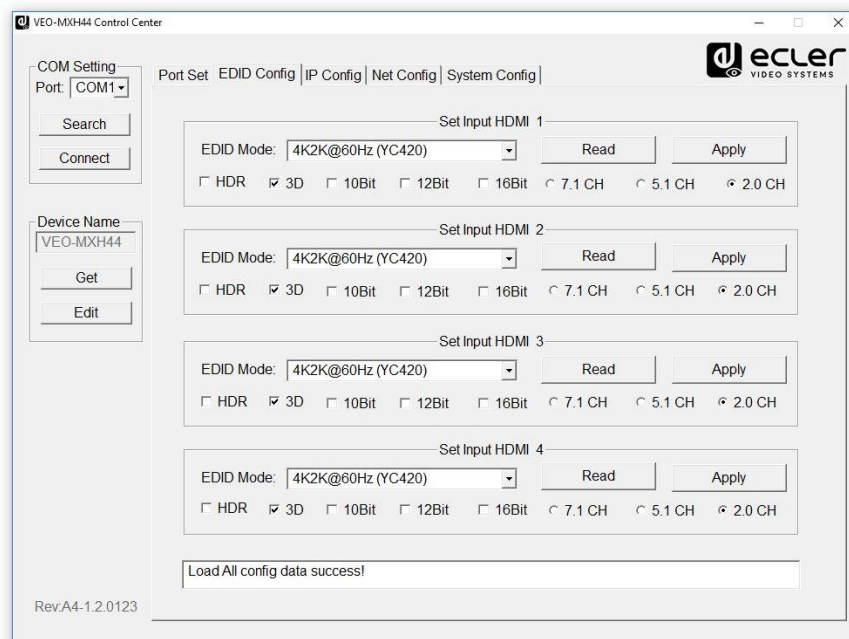 VEO-MXH44 Control Center
ecler
VIDEO SYSTEMS
COM Setting
Port: COM1
Search
Connect
Device Name
VEO-MXH44
Get
Edit
Rev:A4-1.2.0123
Port Set EDID Config IP Config Net Config System Config
Set Input HDMI 1
EDID Mode: 4K2K@60Hz (YC420) Read Apply
HDR 3D 10Bit 12Bit 16Bit 7.1 CH 5.1 CH 2.0 CH
Set Input HDMI 2
EDID Mode: 4K2K@60Hz (YC420) Read Apply
HDR 3D 10Bit 12Bit 16Bit 7.1 CH 5.1 CH 2.0 CH
Set Input HDMI 3
EDID Mode: 4K2K@60Hz (YC420) Read Apply
HDR 3D 10Bit 12Bit 16Bit 7.1 CH 5.1 CH 2.0 CH
Set Input HDMI 4
EDID Mode: 4K2K@60Hz (YC420) Read Apply
HDR 3D 10Bit 12Bit 16Bit 7.1 CH 5.1 CH 2.0 CH
Load All config data success!